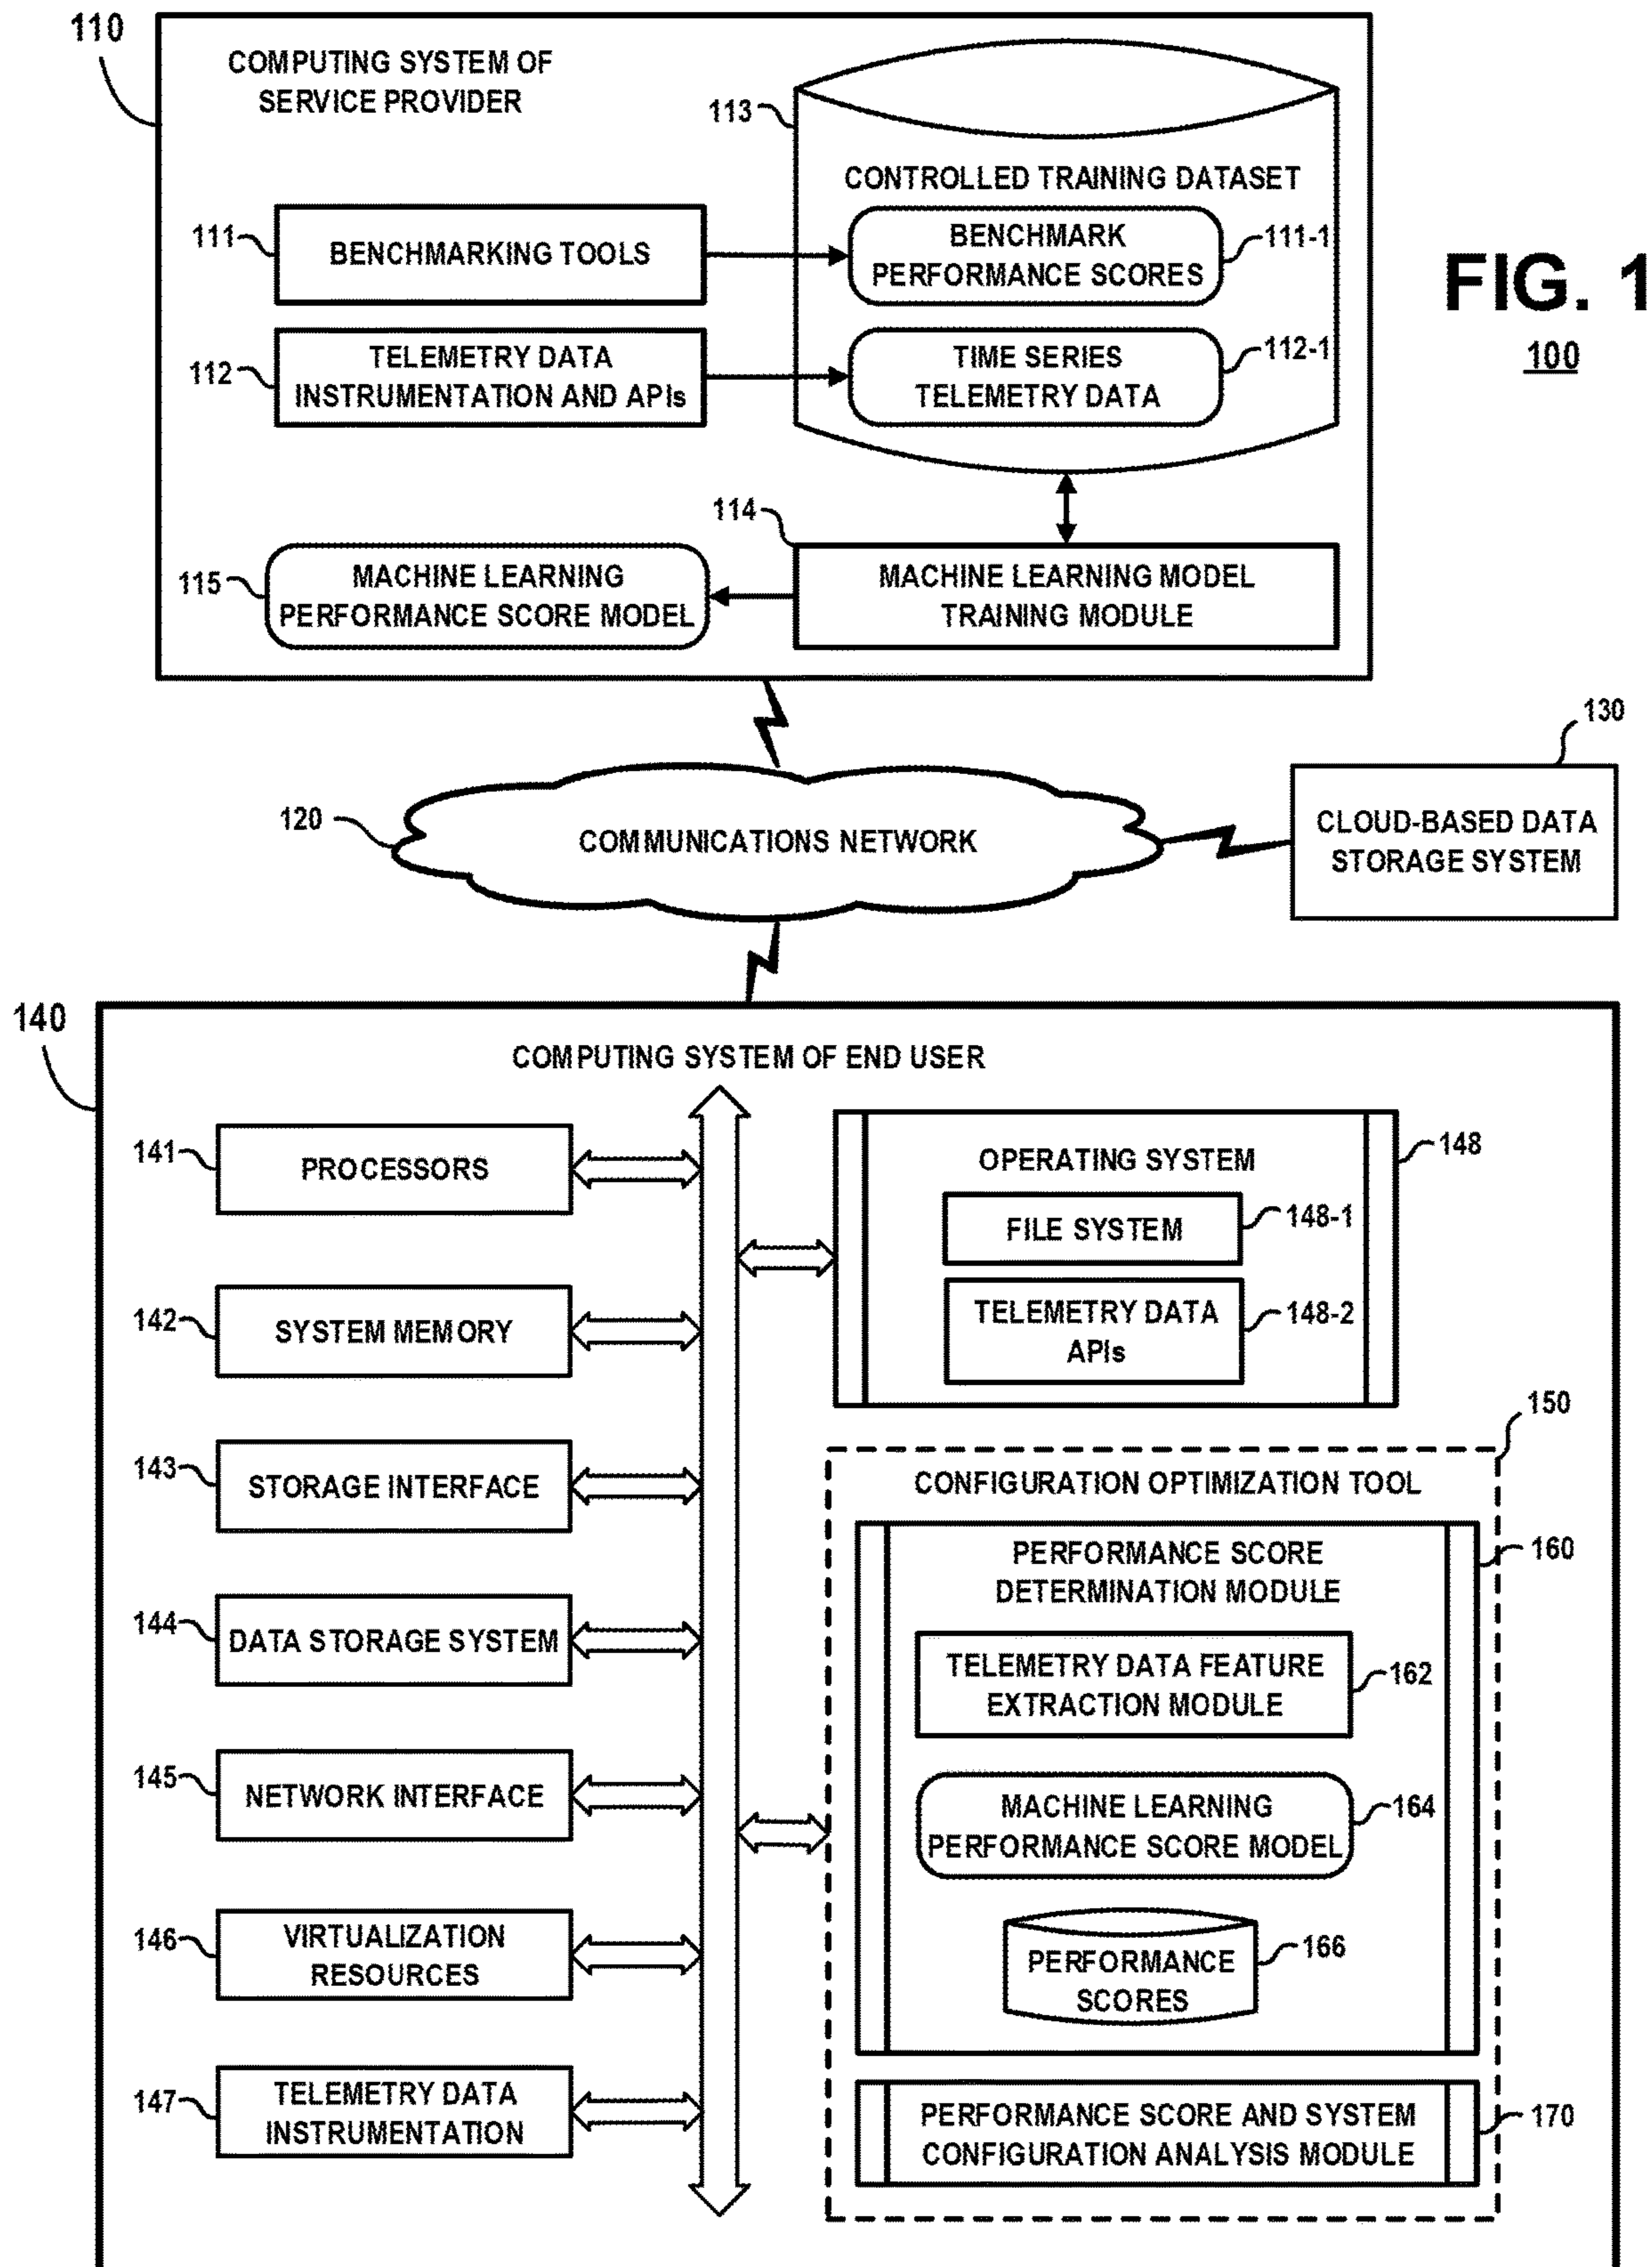 110
COMPUTING SYSTEM OF
SERVICE PROVIDER
113
CONTROLLED TRAINING DATASET
111
BENCHMARKING TOOLS
BENCHMARK
PERFORMANCE SCORES
111-1
112
TELEMETRY DATA
INSTRUMENTATION AND APIs
TIME SERIES
TELEMETRY DATA
112-1
FIG. 1
100
114
115
MACHINE LEARNING
PERFORMANCE SCORE MODEL
MACHINE LEARNING MODEL
TRAINING MODULE
120
COMMUNICATIONS NETWORK
130
CLOUD-BASED DATA
STORAGE SYSTEM
140
COMPUTING SYSTEM OF END USER
141
PROCESSORS
142
SYSTEM MEMORY
143
STORAGE INTERFACE
144
DATA STORAGE SYSTEM
145
NETWORK INTERFACE
146
VIRTUALIZATION
RESOURCES
147
TELEMETRY DATA
INSTRUMENTATION
OPERATING SYSTEM
148
FILE SYSTEM
148-1
TELEMETRY DATA
APIs
148-2
150
CONFIGURATION OPTIMIZATION TOOL
PERFORMANCE SCORE
DETERMINATION MODULE
160
TELEMETRY DATA FEATURE
EXTRACTION MODULE
162
MACHINE LEARNING
PERFORMANCE SCORE MODEL
164
PERFORMANCE
SCORES
166
PERFORMANCE SCORE AND SYSTEM
CONFIGURATION ANALYSIS MODULE
170